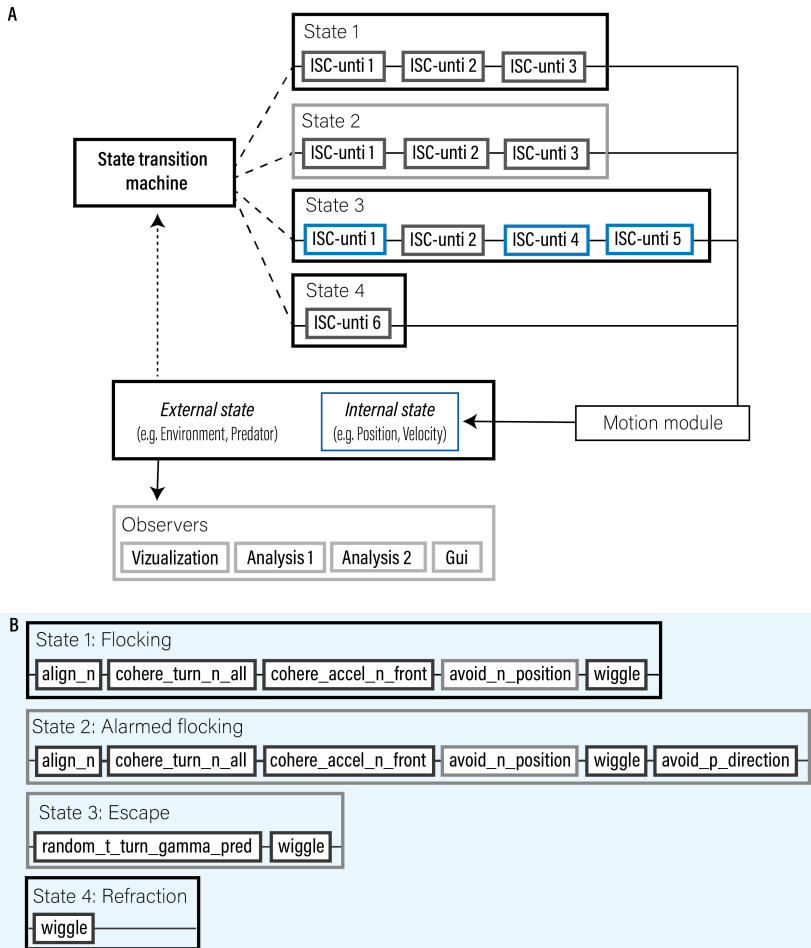 A
State 1
ISC-unti 1 ISC-unti 2 ISC-unti 3
State 2
ISC-unti 1 ISC-unti 2 ISC-unti 3
State transition
machine
State 3
ISC-unti 1 ISC-unti 2 ISC-unti 4 ISC-unti 5
State 4
ISC-unti 6
External state
(e.g. Environment, Predator)
Internal state
(e.g. Position, Velocity)
Motion module
Observers
Vizualization Analysis 1 Analysis 2 Gui
B
State 1: Flocking
align_n cohere_turn_n_all cohere_accel_n_front avoid_n_position wiggle
State 2: Alarmed flocking
align_n cohere_turn_n_all cohere_accel_n_front avoid_n_position wiggle avoid_p_direction
State 3: Escape
random_t_turn_gamma_pred wiggle
State 4: Refraction
wiggle